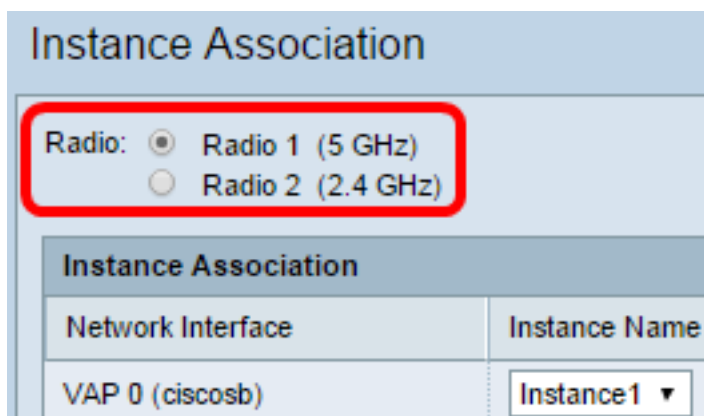 Instance Association
Radio: Radio 1 (5 GHz)
Radio 2 (2.4 GHz)
Instance Association
Network Interface Instance Name
VAP 0 (ciscosb) Instance1